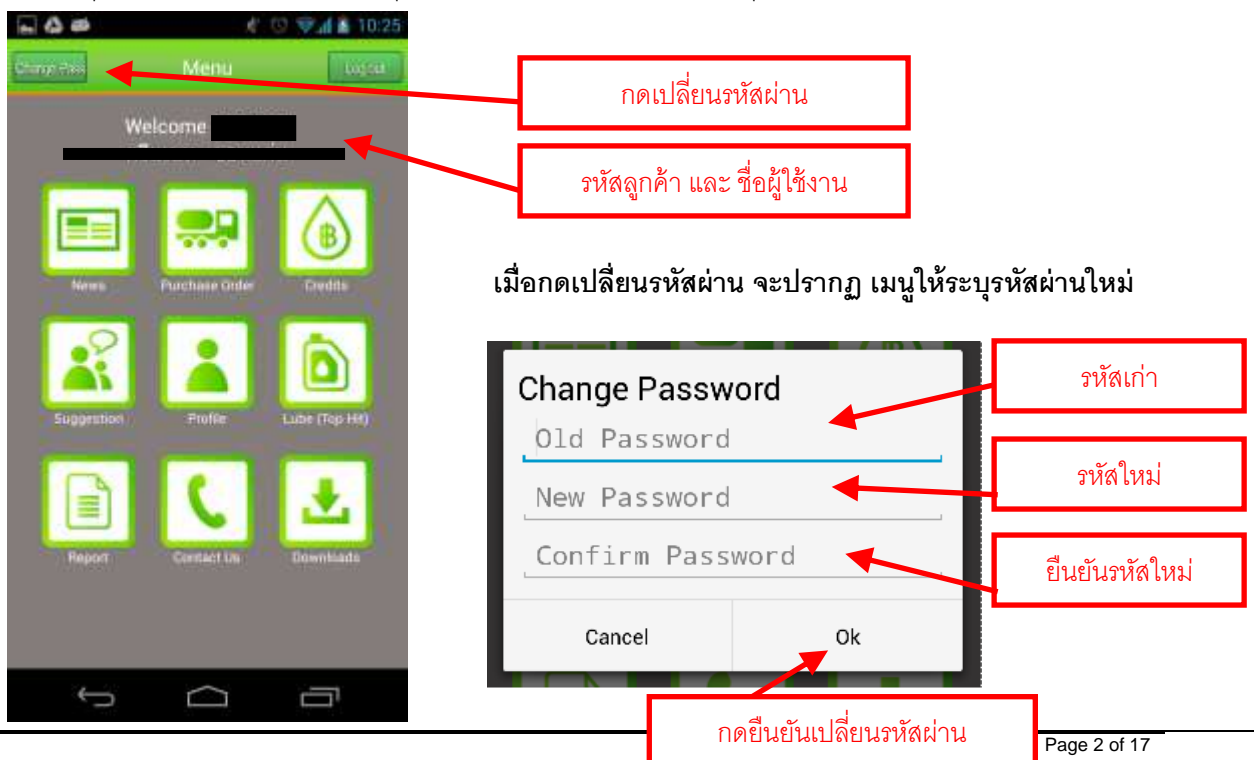 10:25
Change Pass Menu Log out
กดเปลี่ยนรหัสผ่าน
Welcome
รหัสลูกค้า และ ชื่อผู้ใช้งาน
News Purchase Order Credits
Suggestion Profile Lube (Top Hit)
Report Contact Us Downloads
เมื่อกดเปลี่ยนรหัสผ่าน จะปรากฏ เมนูให้ระบุรหัสผ่านใหม่
Change Password
Old Password
New Password
Confirm Password
Cancel Ok
รหัสเก่า
รหัสใหม่
ยืนยันรหัสใหม่
กดยืนยันเปลี่ยนรหัสผ่าน
Page 2 of 17